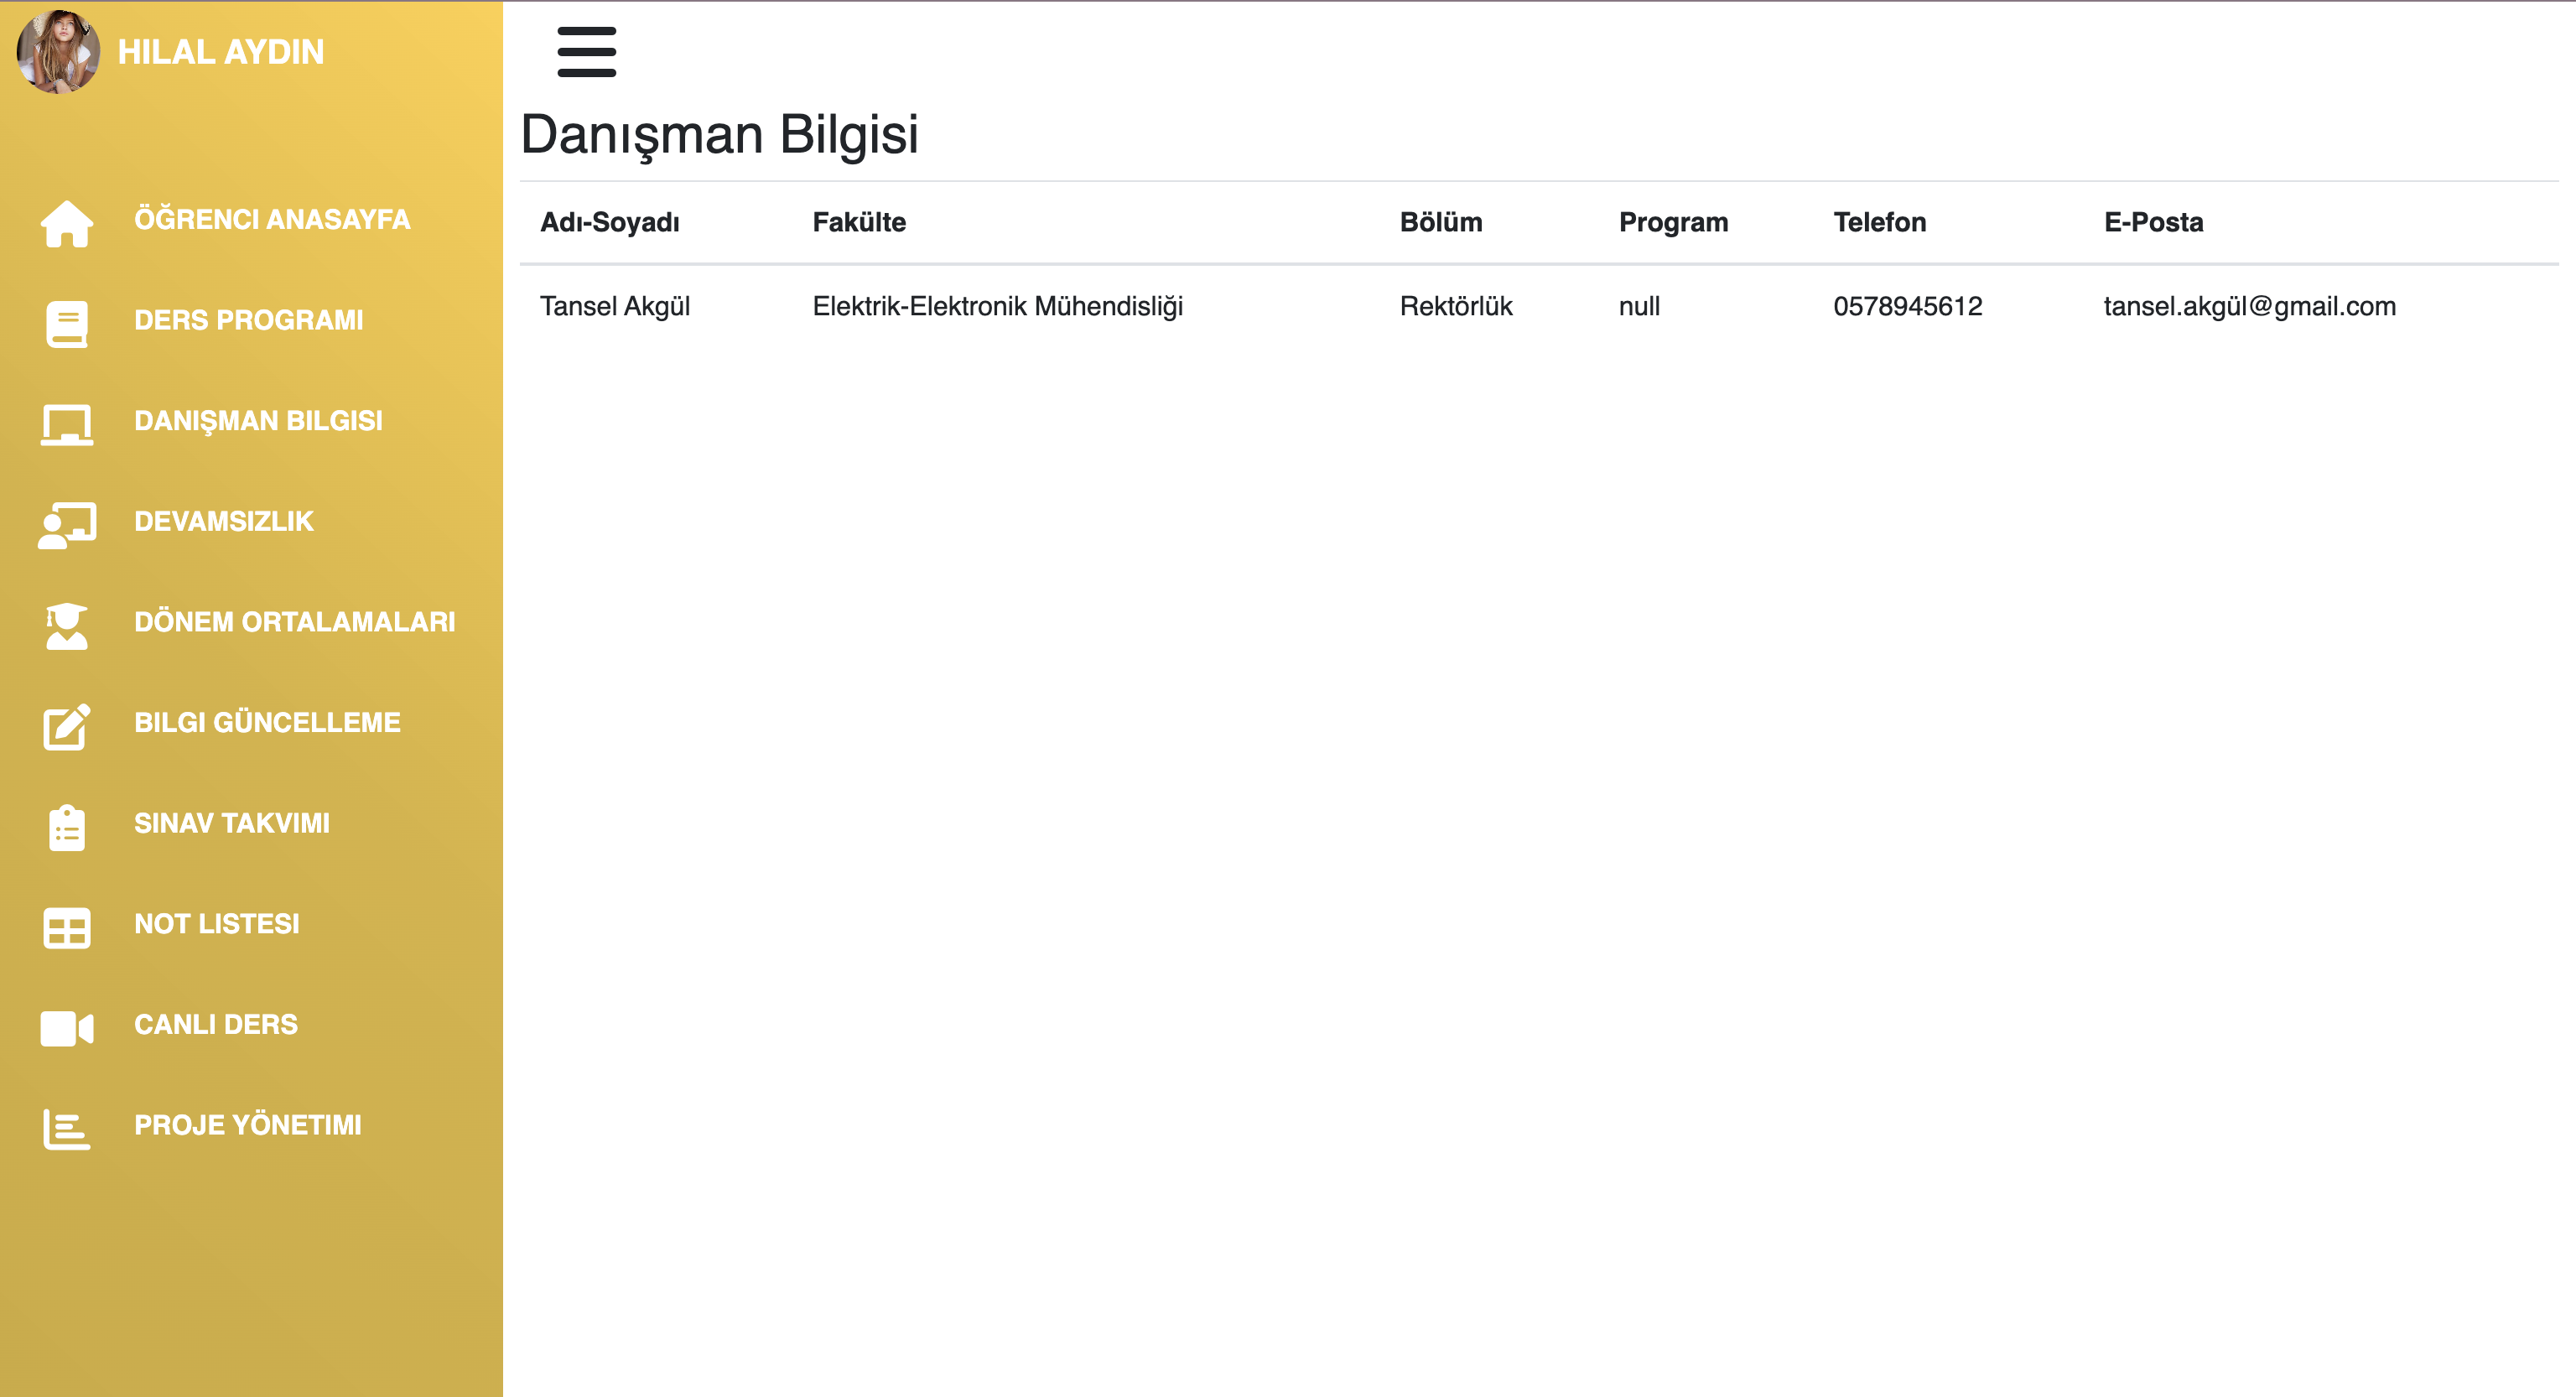 HILAL AYDIN
ÖĞRENCI ANASAYFA
DERS PROGRAMI
DANIŞMAN BILGISI
DEVAMSIZLIK
DÖNEM ORTALAMALARI
BILGI GÜNCELLEME
SINAV TAKVIMI
NOT LISTESI
CANLI DERS
PROJE YÖNETIMI
Danışman Bilgisi
Adı-Soyadı Fakülte Bölüm Program Telefon E-Posta
Tansel Akgül Elektrik-Elektronik Mühendisliği Rektörlük null 0578945612 tansel.akgül@gmail.com